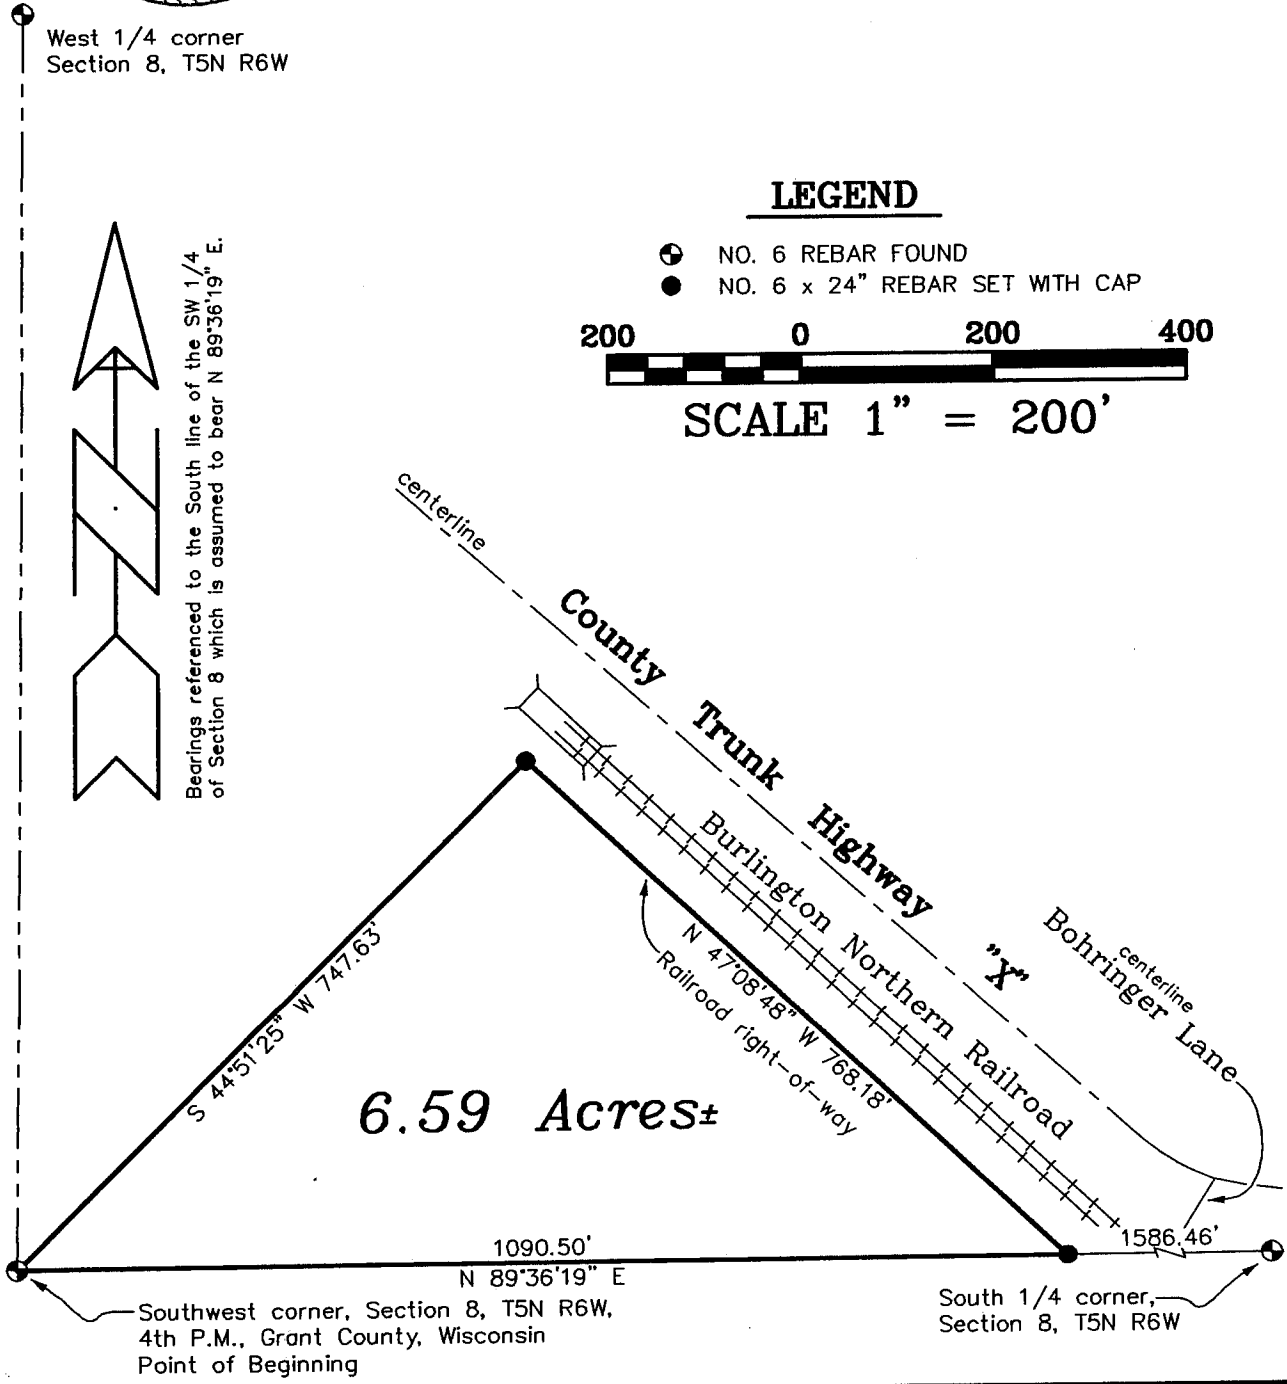 West 1/4 corner
Section 8, T5N R6W
LEGEND
NO. 6 REBAR FOUND
NO. 6 x 24" REBAR SET WITH CAP
200 0 200 400
SCALE 1" = 200'
Bearings referenced to the South line of the SW 1/4
of Section 8 which is assumed to bear N 89°36'19" E.
N
centerline
County Trunk Highway "X"
Burlington Northern Railroad
centerline
Bohringer Lane
N 47°08'48" W 768.18'
Railroad right-of-way
S 44°51'25" W 747.63'
6.59 Acres±
1090.50'
N 89°36'19" E
1586.46'
Southwest corner, Section 8, T5N R6W,
4th P.M., Grant County, Wisconsin
Point of Beginning
South 1/4 corner,
Section 8, T5N R6W